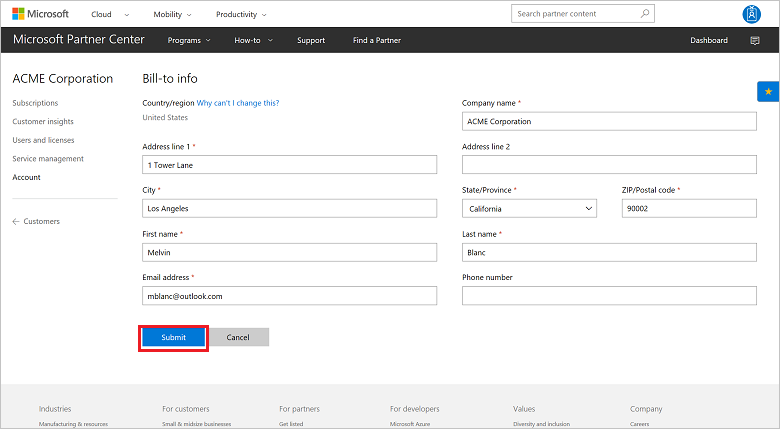 Microsoft Cloud Mobility Productivity Search partner content
Microsoft Partner Center Programs How-to Support Find a Partner Dashboard
ACME Corporation
Subscriptions
Customer insights
Users and licenses
Service management
Account
Customers
Bill-to info
Country/region Why can't I change this?
United States
Company name *
ACME Corporation
Address line 1 *
1 Tower Lane
Address line 2
City *
Los Angeles
State/Province *
California
ZIP/Postal code *
90002
First name *
Melvin
Last name *
Blanc
Email address *
mblanc@outlook.com
Phone number
Submit Cancel
Industries For customers For partners For developers Values Company
Manufacturing & resources Small & midsize businesses Get listed Microsoft Azure Diversity and inclusion Careers